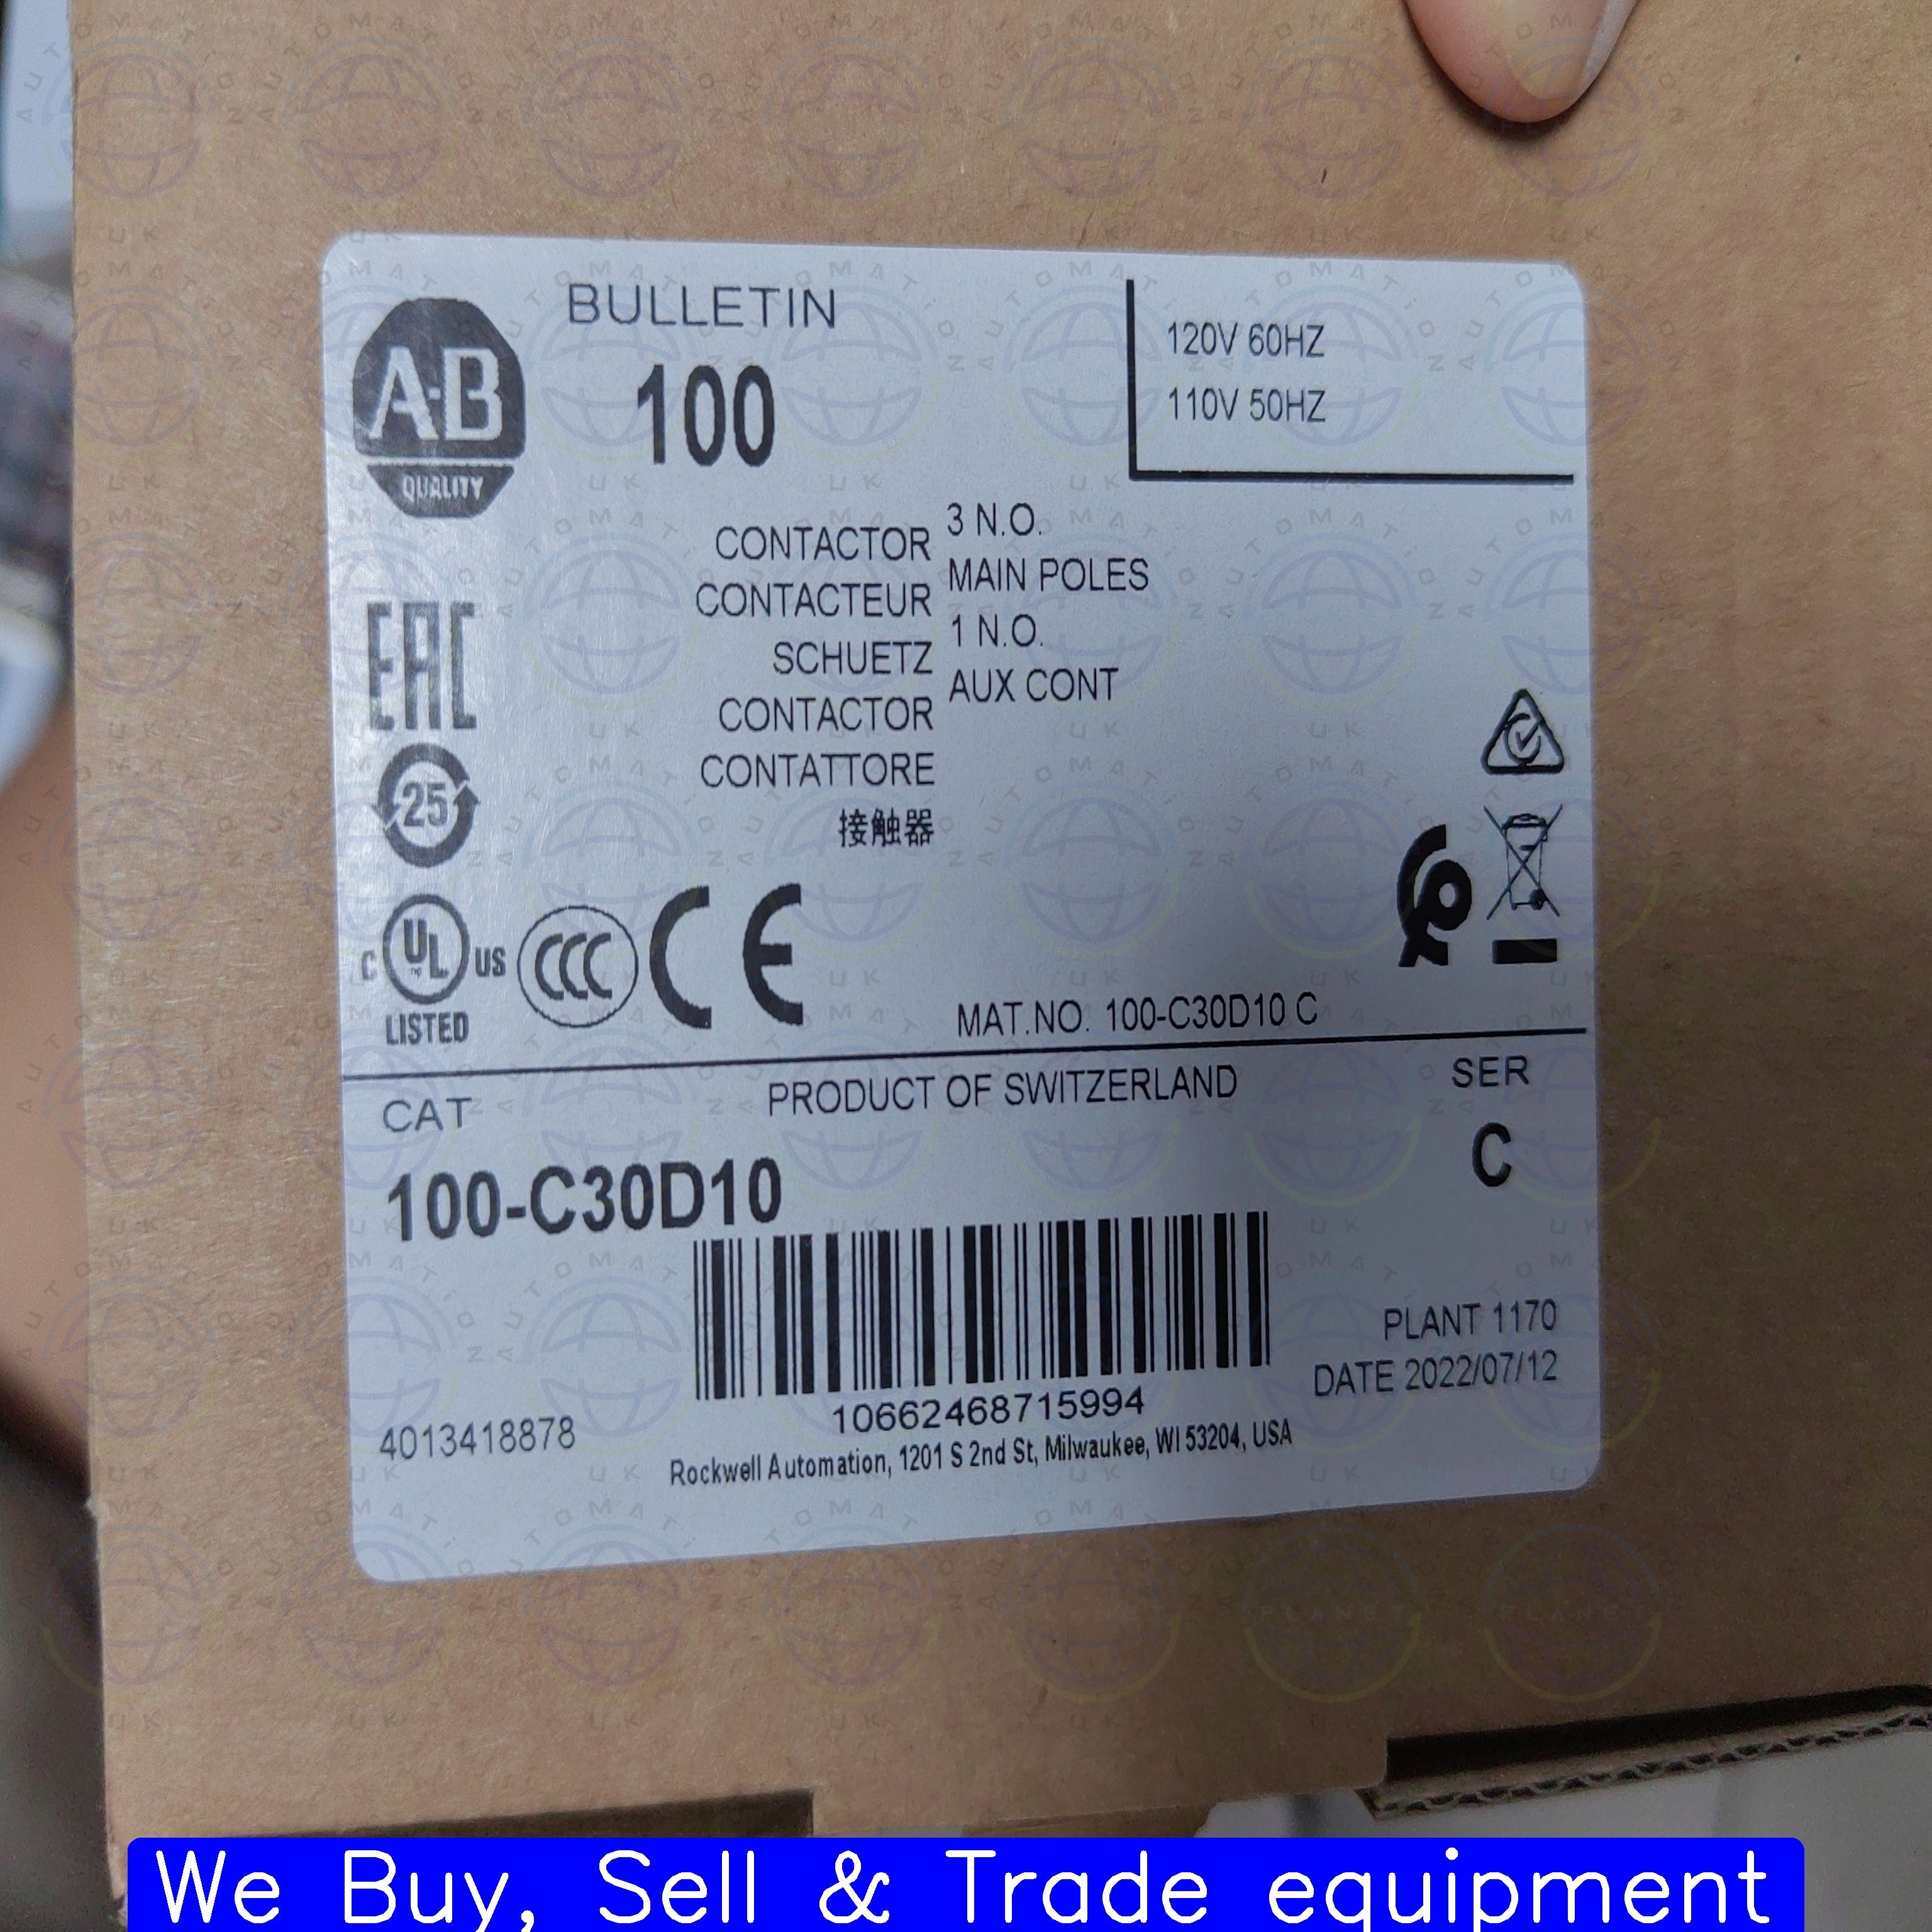 BULLETIN
100
A-B
QUALITY
120V 60HZ
110V 50HZ
CONTACTOR
CONTACTEUR
SCHUETZ
CONTACTOR
CONTATTORE
接触器
3 N.O.
MAIN POLES
1 N.O.
AUX CONT
EAC
25
C UL US
LISTED
CCC
CE
MAT.NO. 100-C30D10 C
CAT
PRODUCT OF SWITZERLAND
SER
100-C30D10
C
PLANT 1170
DATE 2022/07/12
10662468715994
4013418878
Rockwell Automation, 1201 S 2nd St, Milwaukee, WI 53204, USA
We Buy, Sell & Trade equipment